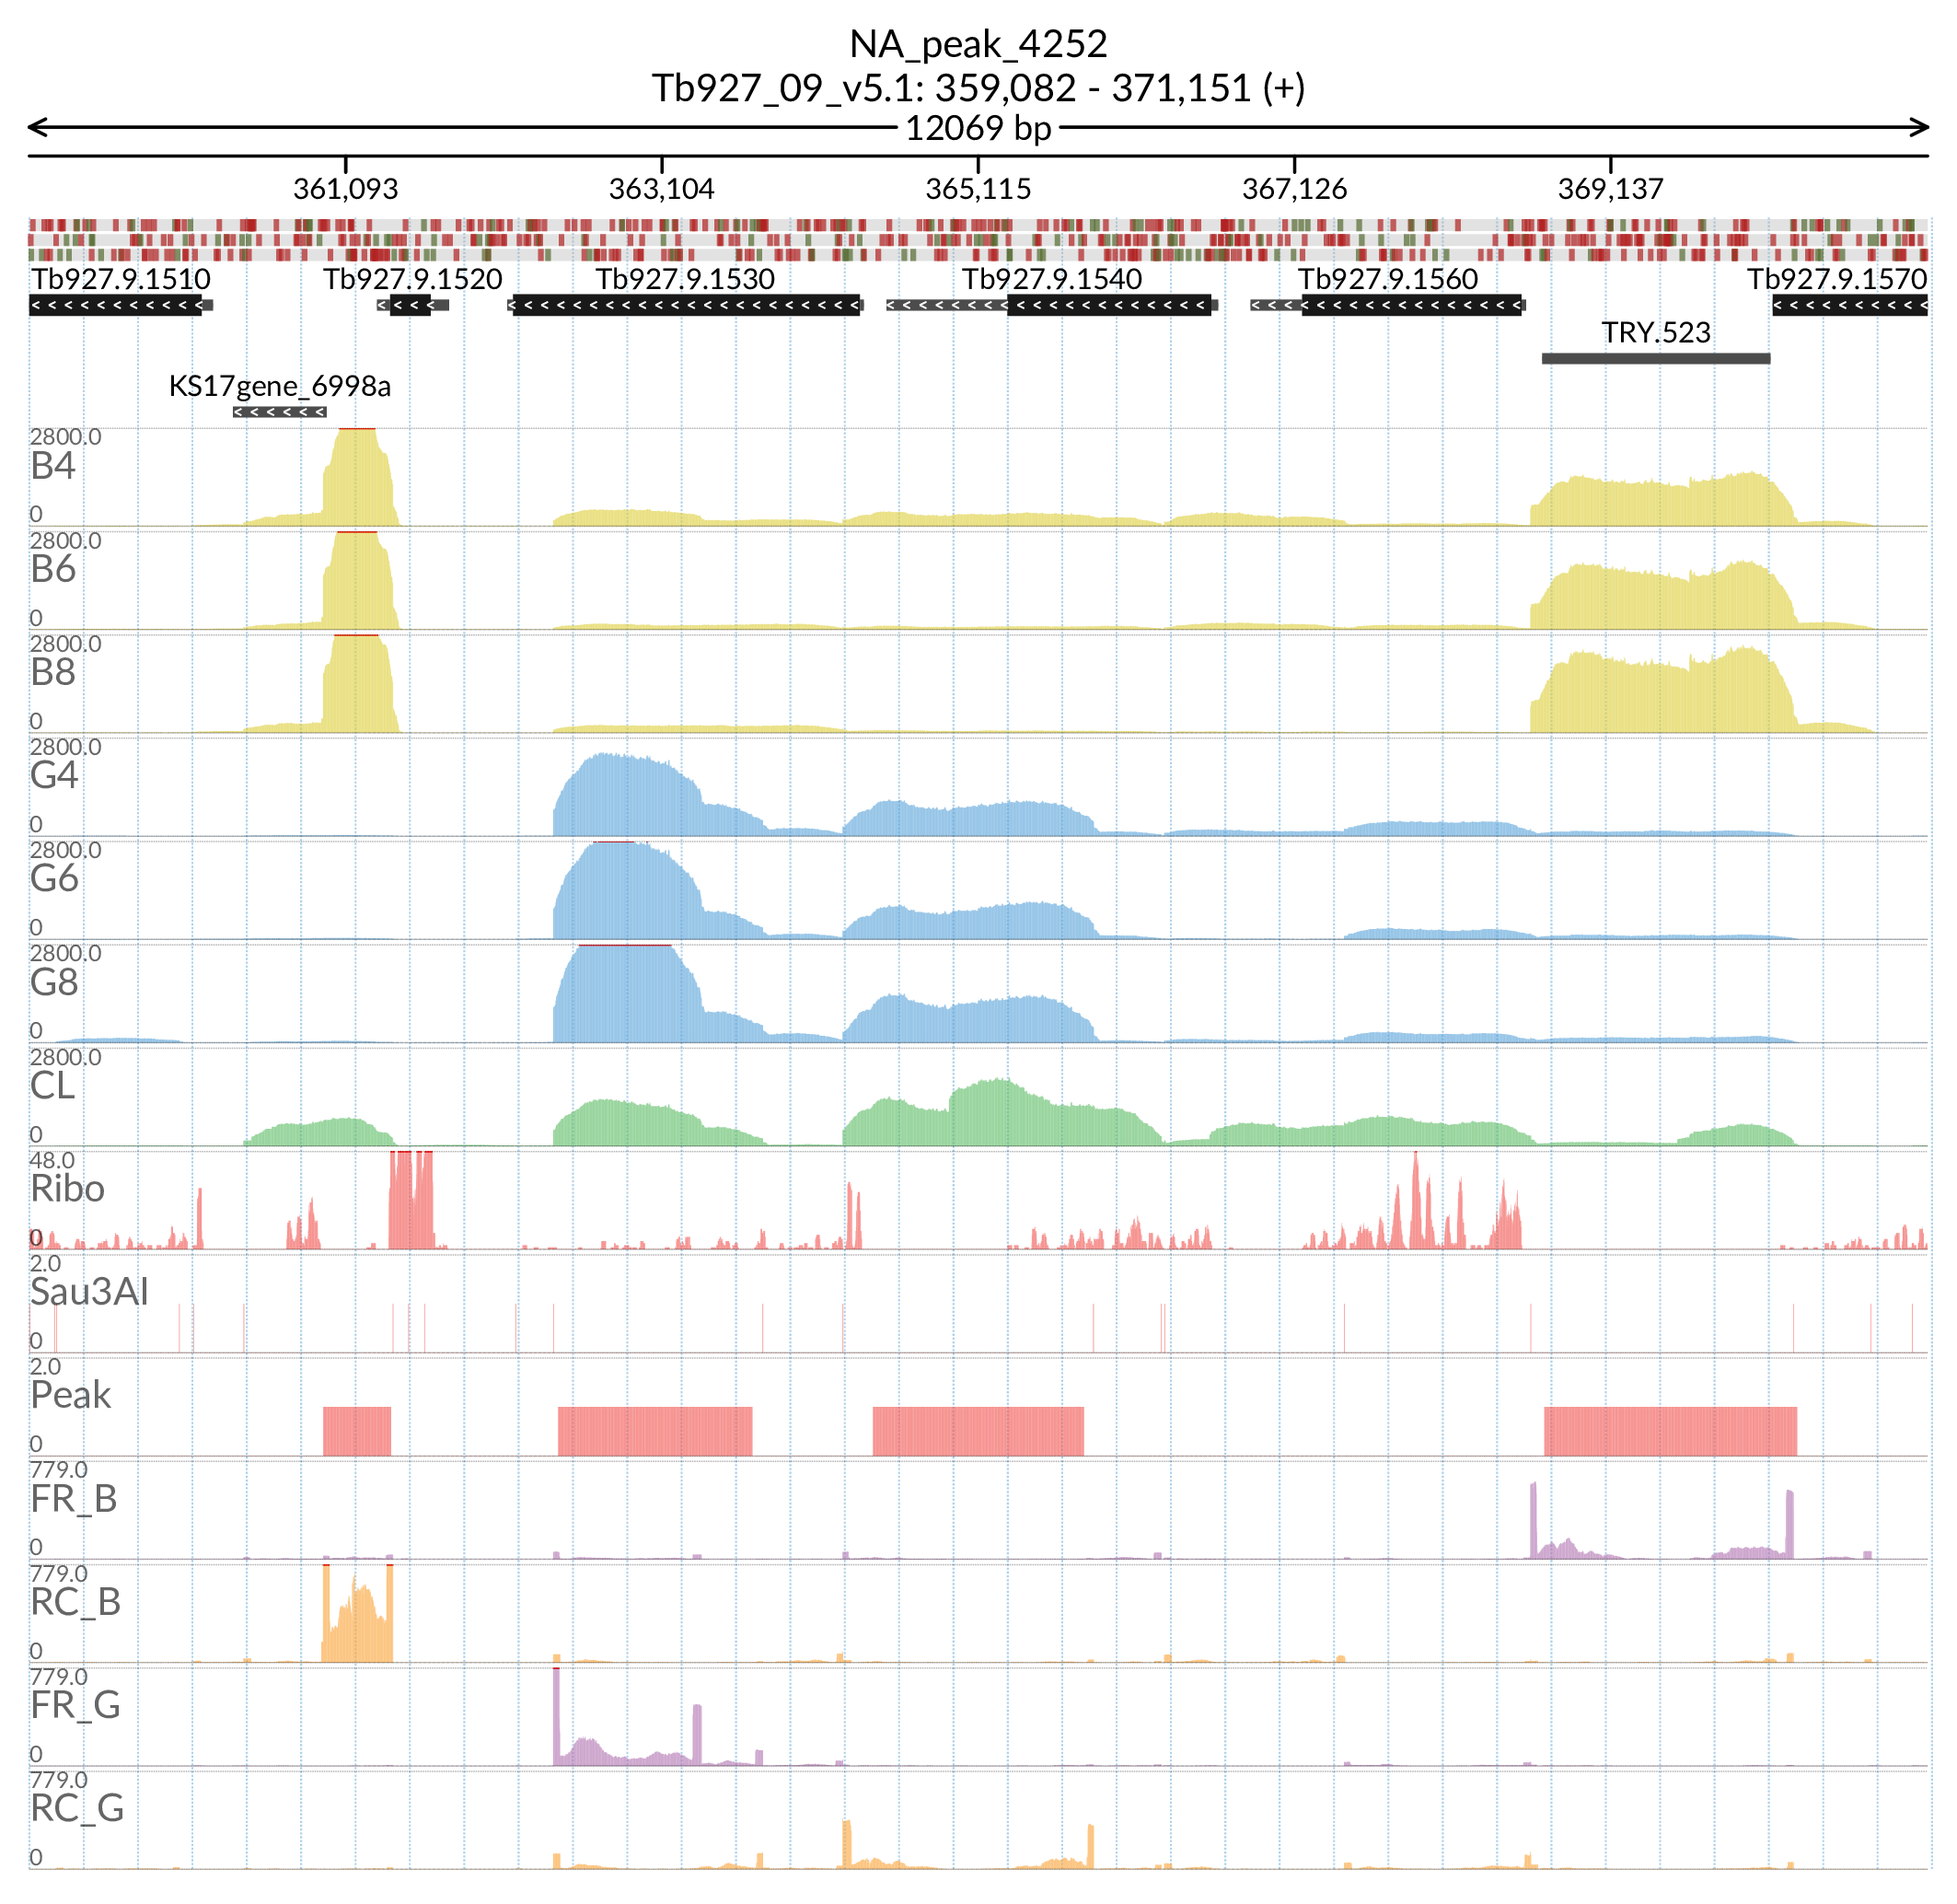 NA_peak_4252
Tb927_09_v5.1: 359,082 - 371,151 (+)
12069 bp
361,093 363,104 365,115 367,126 369,137
Tb927.9.1510 Tb927.9.1520 Tb927.9.1530 Tb927.9.1540 Tb927.9.1560 Tb927.9.1570
TRY.523
KS17gene_6998a
2800.0
B4
0
2800.0
B6
0
2800.0
B8
0
2800.0
G4
0
2800.0
G6
0
2800.0
G8
0
2800.0
CL
0
48.0
Ribo
0
2.0
Sau3AI
0
2.0
Peak
0
779.0
FR_B
0
779.0
RC_B
0
779.0
FR_G
0
779.0
RC_G
0